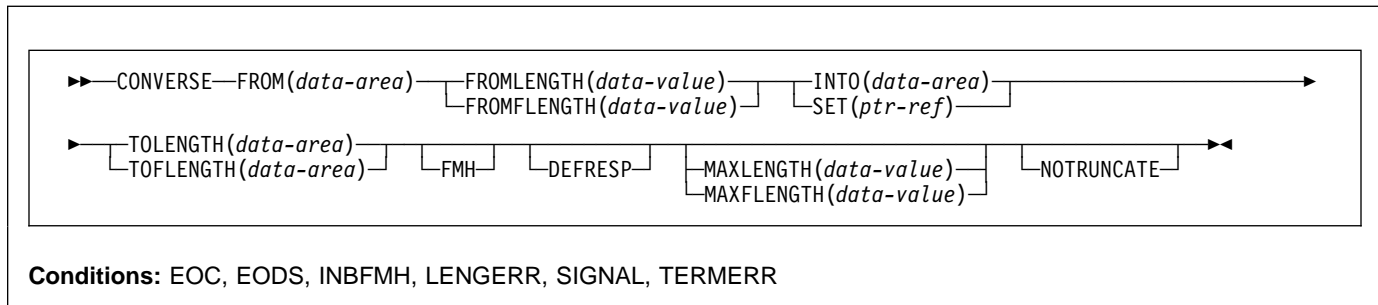 CONVERSE FROM(data-area) FROMLENGTH(data-value) INTO(data-area)
FROMFLENGTH(data-value) SET(ptr-ref)
TOLENGTH(data-area)
TOFLENGTH(data-area) FMH DEFRESP MAXLENGTH(data-value) NOTRUNCATE
MAXFLENGTH(data-value)
Conditions: EOC, EODS, INBFMH, LENGERR, SIGNAL, TERMERR